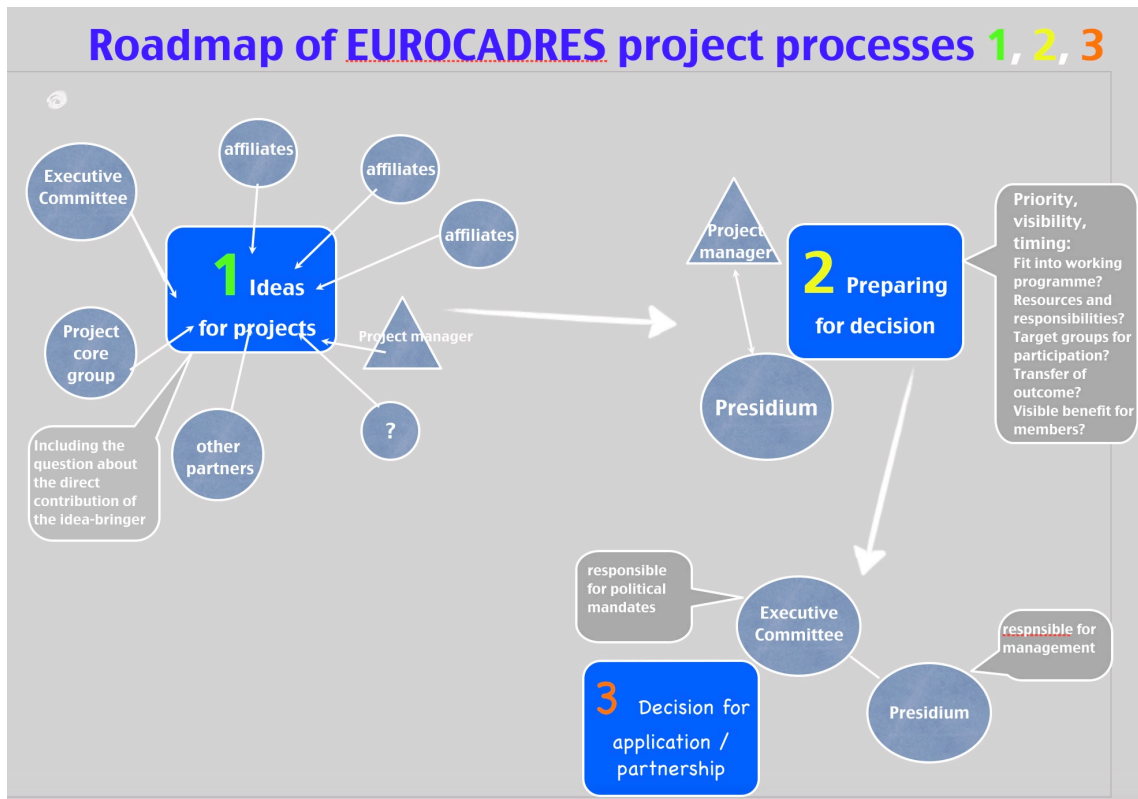 Roadmap of EUROCADRES project processes 1, 2, 3
Executive
Committee
affiliates
affiliates
affiliates
1 Ideas
for projects
Project
core
group
Project manager
other
partners
?
Including the
question about
the direct
contribution of
the idea-bringer
Project
manager
2 Preparing
for decision
Presidium
Priority,
visibility,
timing:
Fit into working
programme?
Resources and
responsibilities?
Target groups for
participation?
Transfer of
outcome?
Visible benefit for
members?
responsible
for political
mandates
Executive
Committee
respnsible for
management
Presidium
3 Decision for
application /
partnership